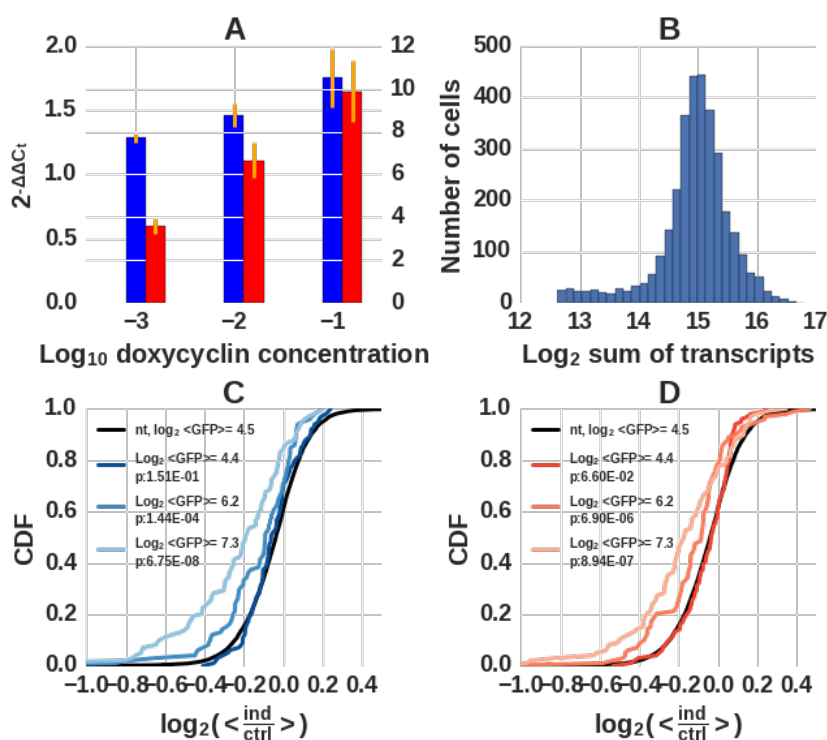 A
2.0
1.5
1.0
0.5
0.0
12
10
8
6
4
2
0
2-ΔΔCt
−3 −2 −1
Log₁₀ doxycyclin concentration
B
500
400
300
200
100
0
Number of cells
12 13 14 15 16 17
Log₂ sum of transcripts
C
1.0
0.8
0.6
0.4
0.2
0.0
CDF
nt, log₂ <GFP>= 4.5
Log₂ <GFP>= 4.4
p:1.51E-01
Log₂ <GFP>= 6.2
p:1.44E-04
Log₂ <GFP>= 7.3
p:6.75E-08
−1.0−0.8−0.6−0.4−0.20.0 0.2 0.4
log₂(< ind/ctrl >)
D
1.0
0.8
0.6
0.4
0.2
0.0
CDF
nt, log₂ <GFP>= 4.5
Log₂ <GFP>= 4.4
p:6.60E-02
Log₂ <GFP>= 6.2
p:6.90E-06
Log₂ <GFP>= 7.3
p:8.94E-07
−1.0−0.8−0.6−0.4−0.20.0 0.2 0.4
log₂(< ind/ctrl >)